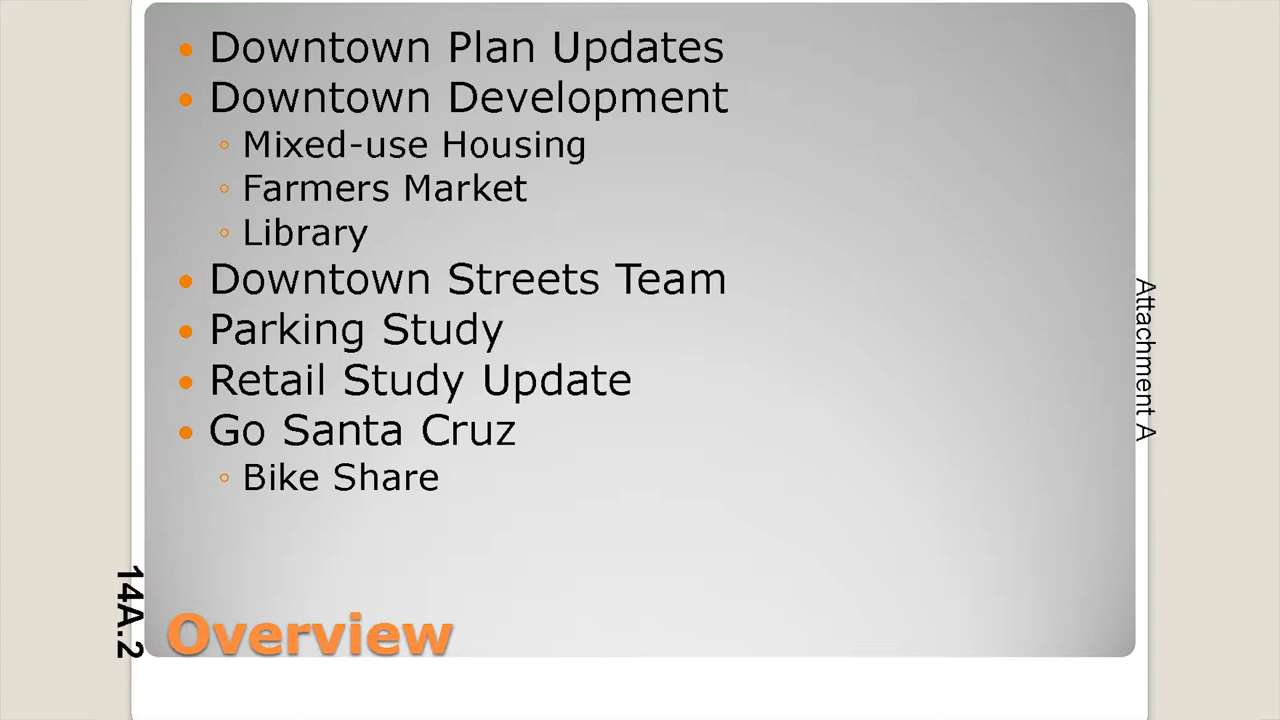 Downtown Plan Updates
Downtown Development
Mixed-use Housing
Farmers Market
Library
Downtown Streets Team
Parking Study
Retail Study Update
Go Santa Cruz
Bike Share
Overview
Attachment A
14A.2